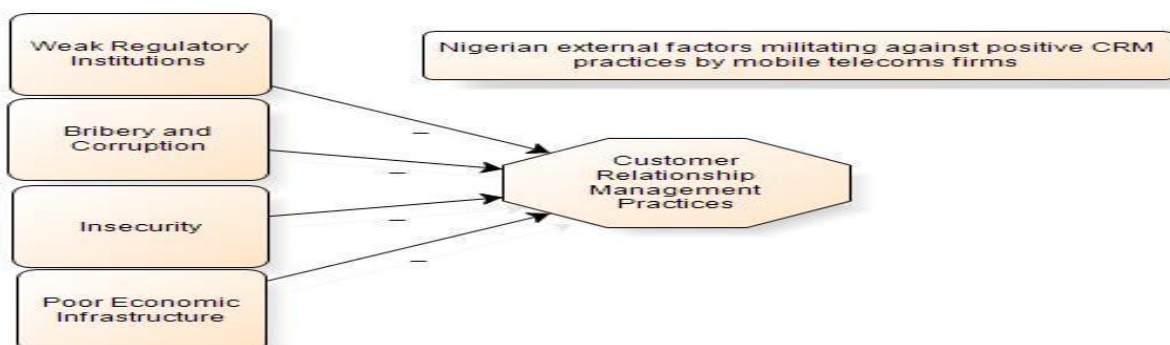 Weak Regulatory
Institutions
Nigerian external factors militating against positive CRM
practices by mobile telecoms firms
Bribery and
Corruption
Customer
Relationship
Management
Practices
Insecurity
Poor Economic
Infrastructure
–
–
–
–